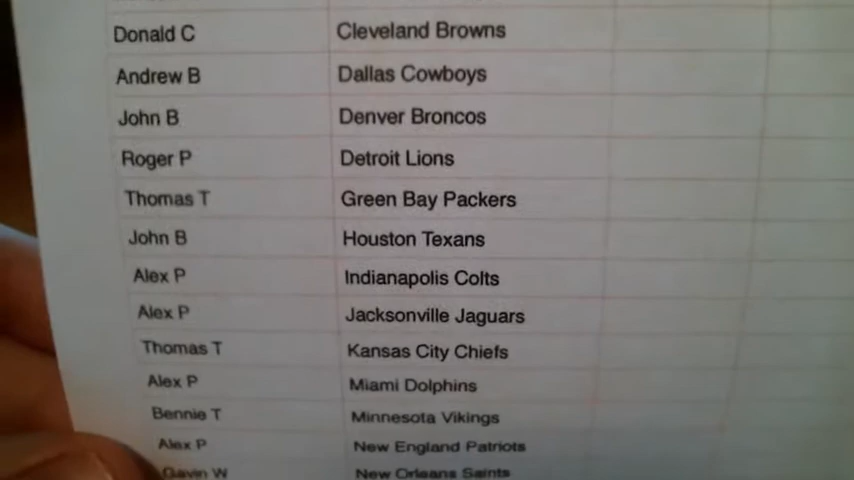 Donald C Cleveland Browns
Andrew B Dallas Cowboys
John B Denver Broncos
Roger P Detroit Lions
Thomas T Green Bay Packers
John B Houston Texans
Alex P Indianapolis Colts
Alex P Jacksonville Jaguars
Thomas T Kansas City Chiefs
Alex P Miami Dolphins
Bennie T Minnesota Vikings
Alex P New England Patriots
Gavin W New Orleans Saints